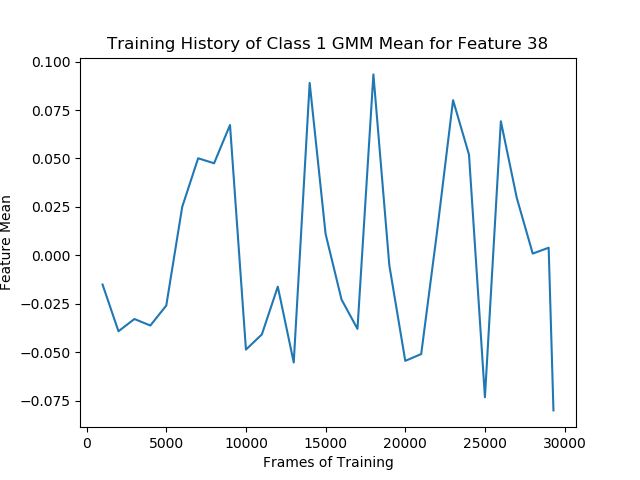 Training History of Class 1 GMM Mean for Feature 38
0.100
0.075
0.050
0.025
0.000
−0.025
−0.050
−0.075
Feature Mean
0 5000 10000 15000 20000 25000 30000
Frames of Training